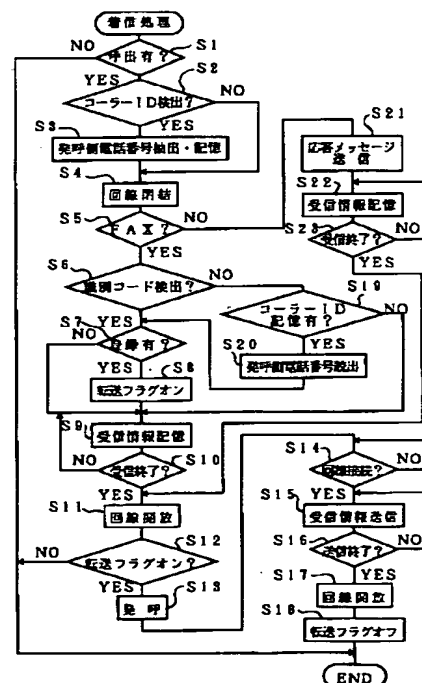 着信処理
呼出有?
S1
NO
YES
S2
コーラーID検出?
NO
YES
S3
発呼側電話番号検出・記憶
S4
回線閉結
S5
FAX?
NO
YES
S6
識別コード検出?
NO
YES
S7
登録有?
NO
YES
S8
転送フラグオン
S9
受信情報記憶
S10
受信終了?
NO
YES
S11
回線開放
S12
転送フラグオン?
NO
YES
S13
発呼
S19
コーラーID
記憶有?
NO
YES
S20
発呼側電話番号読出
S21
応答メッセージ
送信
S22
受信情報記憶
S23
受信終了?
NO
YES
S14
回線接続?
NO
YES
S15
受信情報送信
S16
送信終了?
NO
YES
S17
回線開放
S18
転送フラグオフ
END